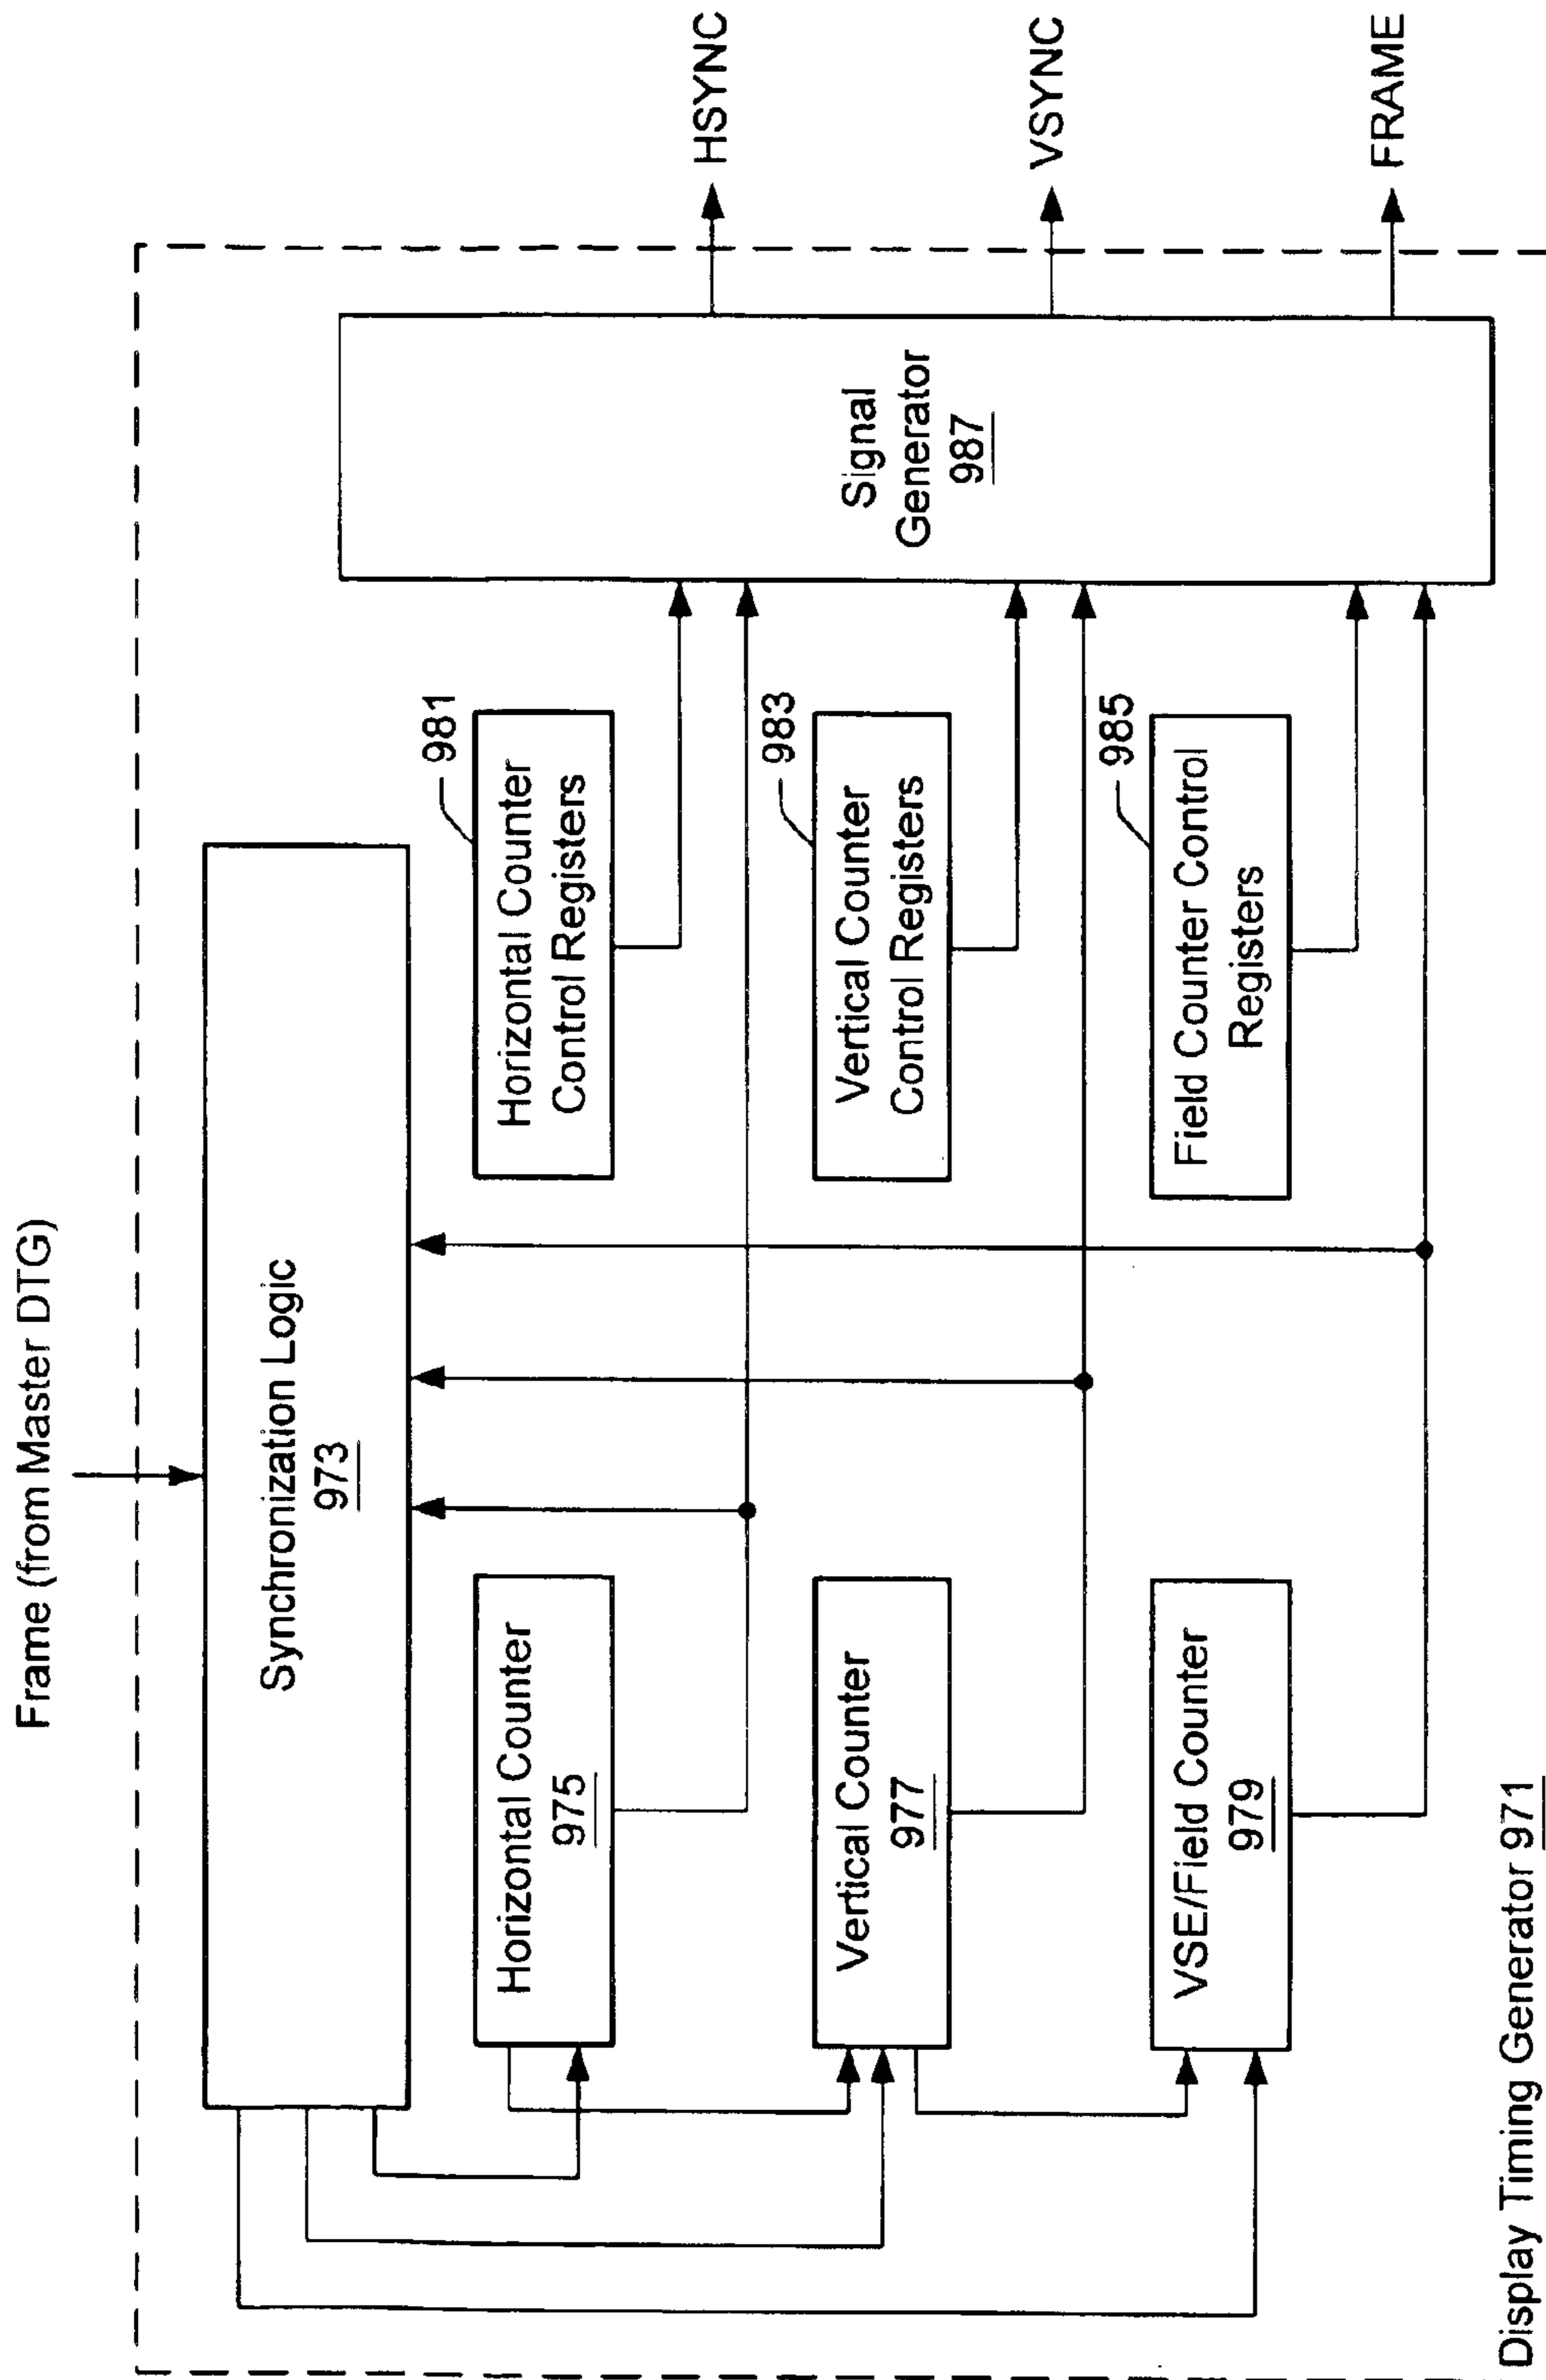 Frame (from Master DTG)
Synchronization Logic
973
Horizontal Counter
975
981
Horizontal Counter
Control Registers
Vertical Counter
977
983
Vertical Counter
Control Registers
VSE/Field Counter
979
985
Field Counter Control
Registers
Signal
Generator
987
HSYNC
VSYNC
FRAME
Display Timing Generator 971